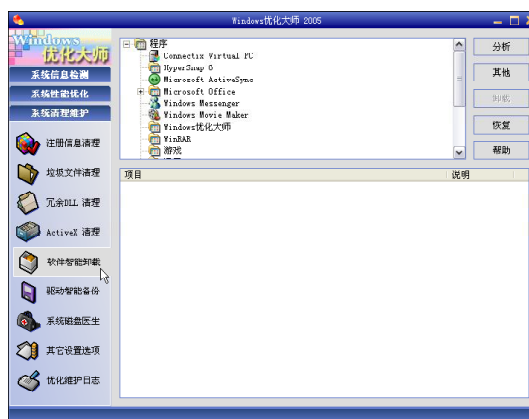 Windows优化大师 2005
Windows
优化大师
系统信息检测
系统性能优化
系统清理维护
注册信息清理
垃圾文件清理
冗余DLL 清理
ActiveX 清理
软件智能卸载
驱动智能备份
系统磁盘医生
其它设置选项
优化维护日志
程序
Connectix Virtual PC
HyperSnap 6
Microsoft ActiveSync
Microsoft Office
Windows Messenger
Windows Movie Maker
Windows优化大师
WinRAR
游戏
分析
其他
卸载
恢复
帮助
项目
说明